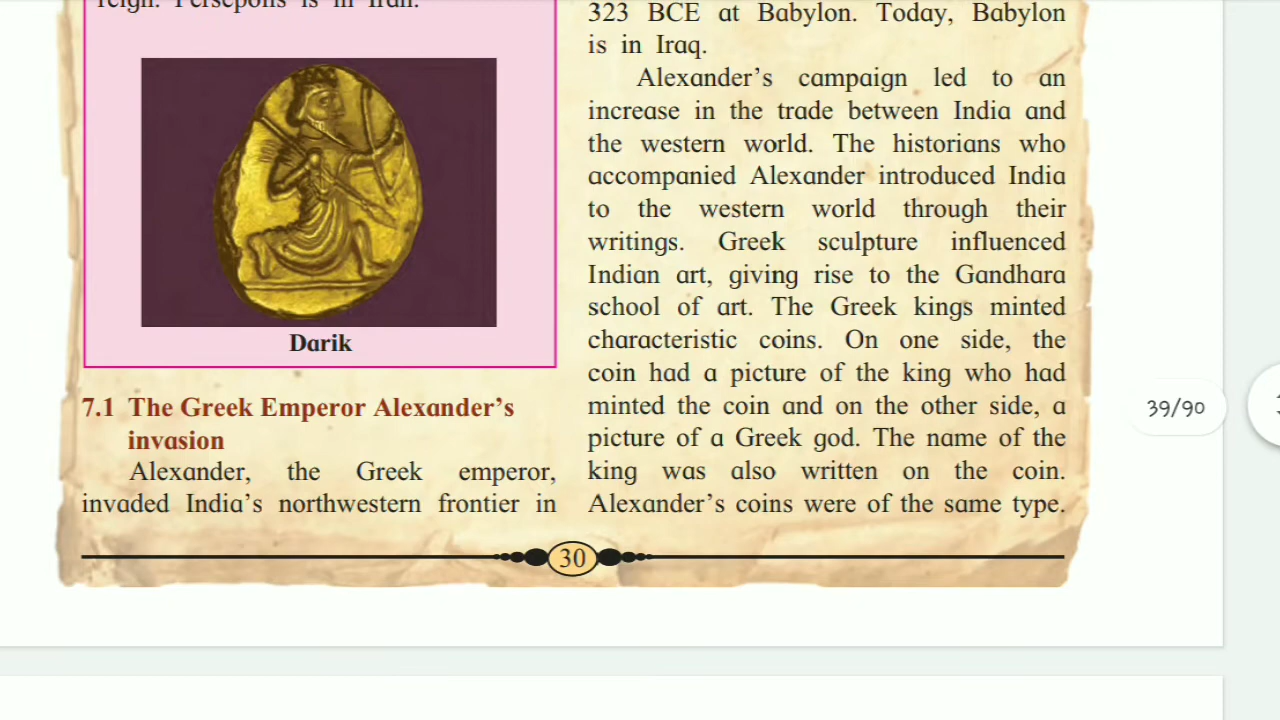 reign. Persepolis is in Iran.
Darik
7.1 The Greek Emperor Alexander's
invasion
Alexander, the Greek emperor,
invaded India's northwestern frontier in
323 BCE at Babylon. Today, Babylon
is in Iraq.
Alexander's campaign led to an
increase in the trade between India and
the western world. The historians who
accompanied Alexander introduced India
to the western world through their
writings. Greek sculpture influenced
Indian art, giving rise to the Gandhara
school of art. The Greek kings minted
characteristic coins. On one side, the
coin had a picture of the king who had
minted the coin and on the other side, a
picture of a Greek god. The name of the
king was also written on the coin.
Alexander's coins were of the same type.
30
39/90